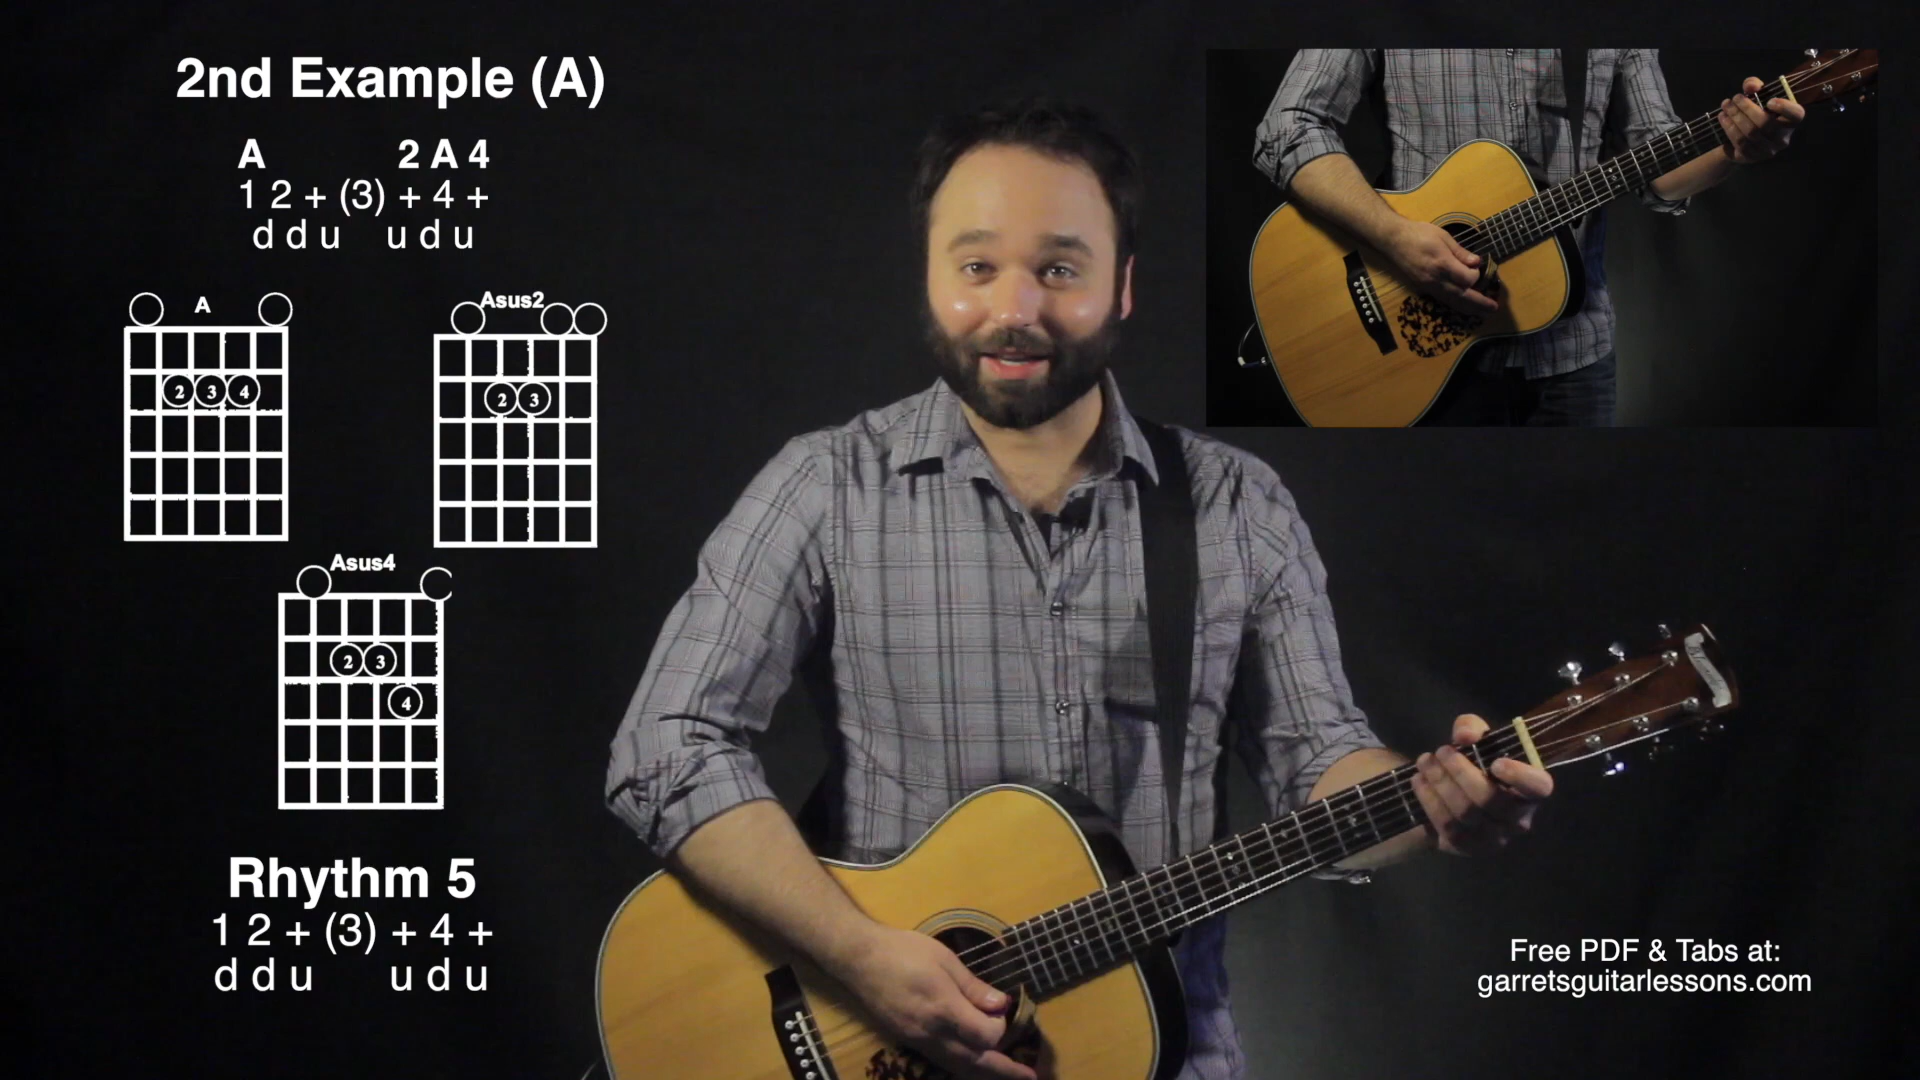 2nd Example (A)
A 2 A 4
1 2 + (3) + 4 +
d d u u d u
A
2 3 4
Asus2
2 3
Asus4
2 3
4
Rhythm 5
1 2 + (3) + 4 +
d d u u d u
Free PDF & Tabs at:
garretsguitarlessons.com